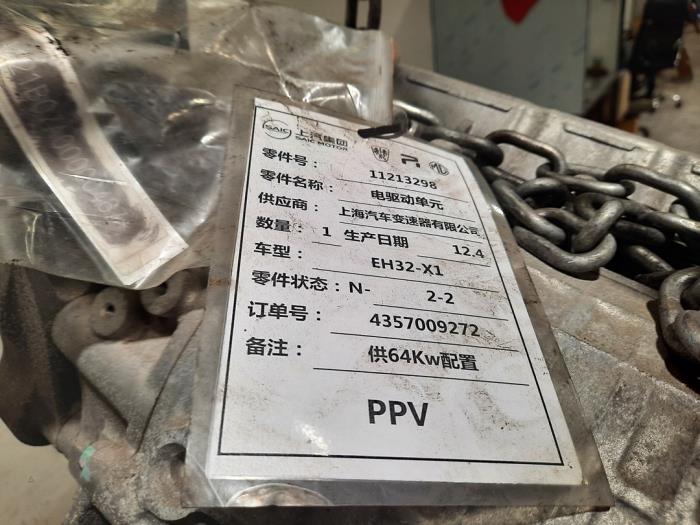 SAIC 上汽集团
SAIC MOTOR
MG
零件号： 11213298
零件名称： 电驱动单元
供应商： 上海汽车变速器有限公司
数量： 1 生产日期 12.4
车型： EH32-X1
零件状态：N- 2-2
订单号： 4357009272
备注： 供64Kw配置
PPV